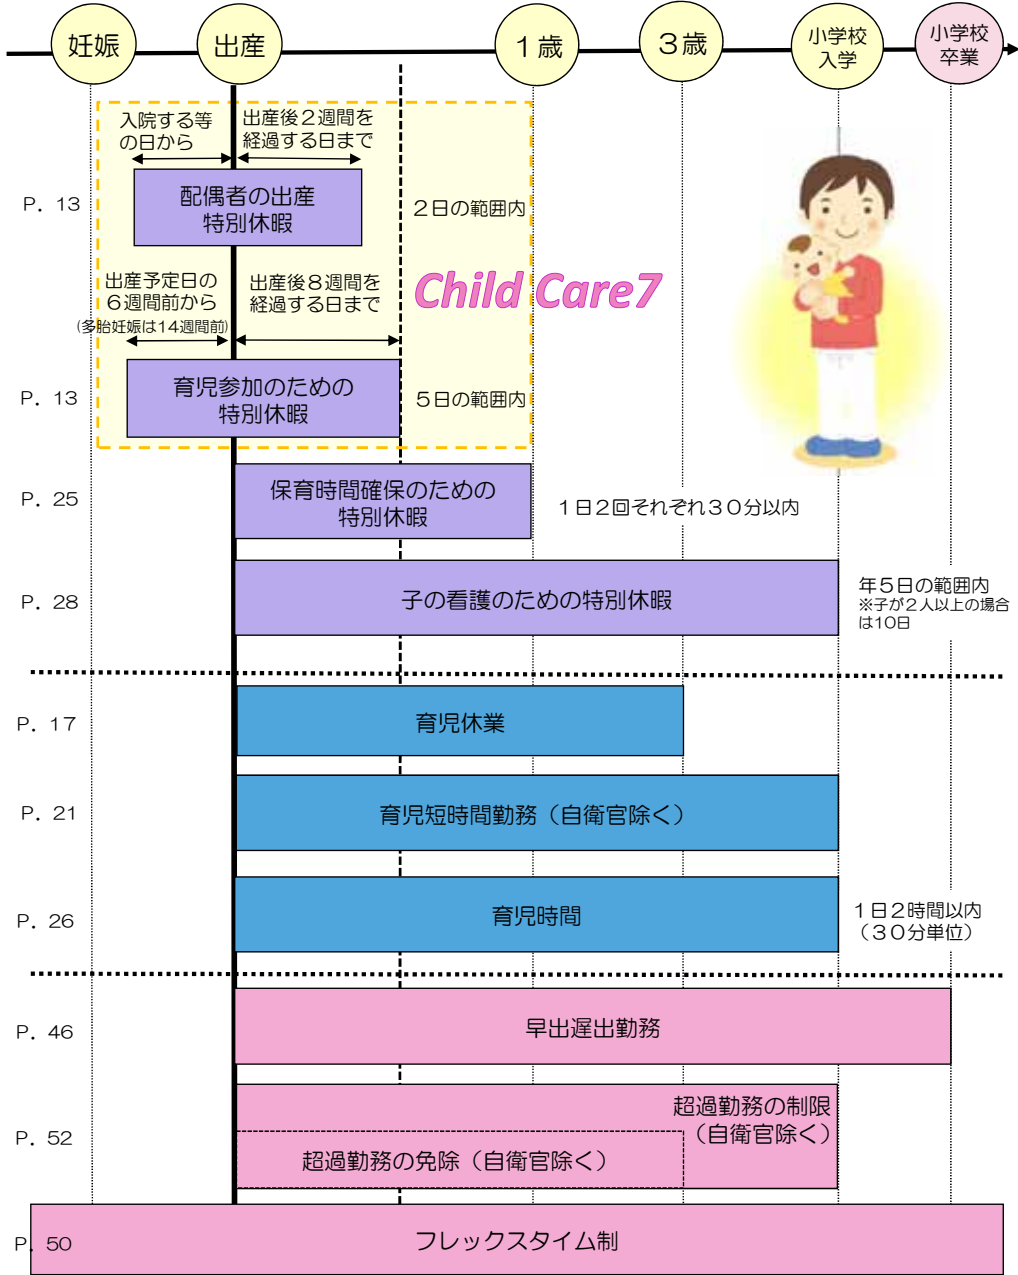 妊娠
出産
１歳
３歳
小学校
入学
小学校
卒業
入院する等
の日から
出産後２週間を
経過する日まで
P. 13
配偶者の出産
特別休暇
２日の範囲内
出産予定日の
６週間前から
(多胎妊娠は14週間前)
出産後８週間を
経過する日まで
Child Care7
P. 13
育児参加のための
特別休暇
５日の範囲内
P. 25
保育時間確保のための
特別休暇
１日２回それぞれ３０分以内
P. 28
子の看護のための特別休暇
年５日の範囲内
※子が２人以上の場合
は10日
P. 17
育児休業
P. 21
育児短時間勤務（自衛官除く）
P. 26
育児時間
１日２時間以内
（３０分単位）
P. 46
早出遅出勤務
P. 52
超過勤務の制限
（自衛官除く）
超過勤務の免除（自衛官除く）
P. 50
フレックスタイム制